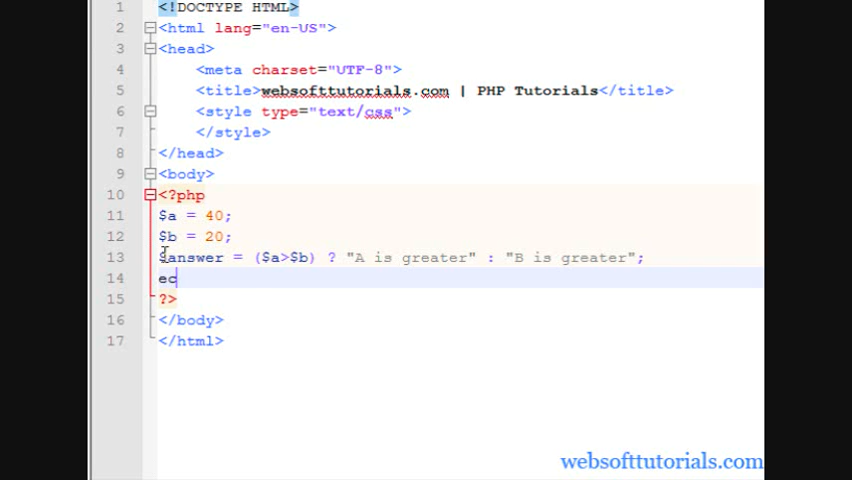 1 <!DOCTYPE HTML>
2 <html lang="en-US">
3 <head>
4 <meta charset="UTF-8">
5 <title>websofttutorials.com | PHP Tutorials</title>
6 <style type="text/css">
7 </style>
8 </head>
9 <body>
10 <?php
11 $a = 40;
12 $b = 20;
13 $answer = ($a>$b) ? "A is greater" : "B is greater";
14 ec
15 ?>
16 </body>
17 </html>
websofttutorials.com